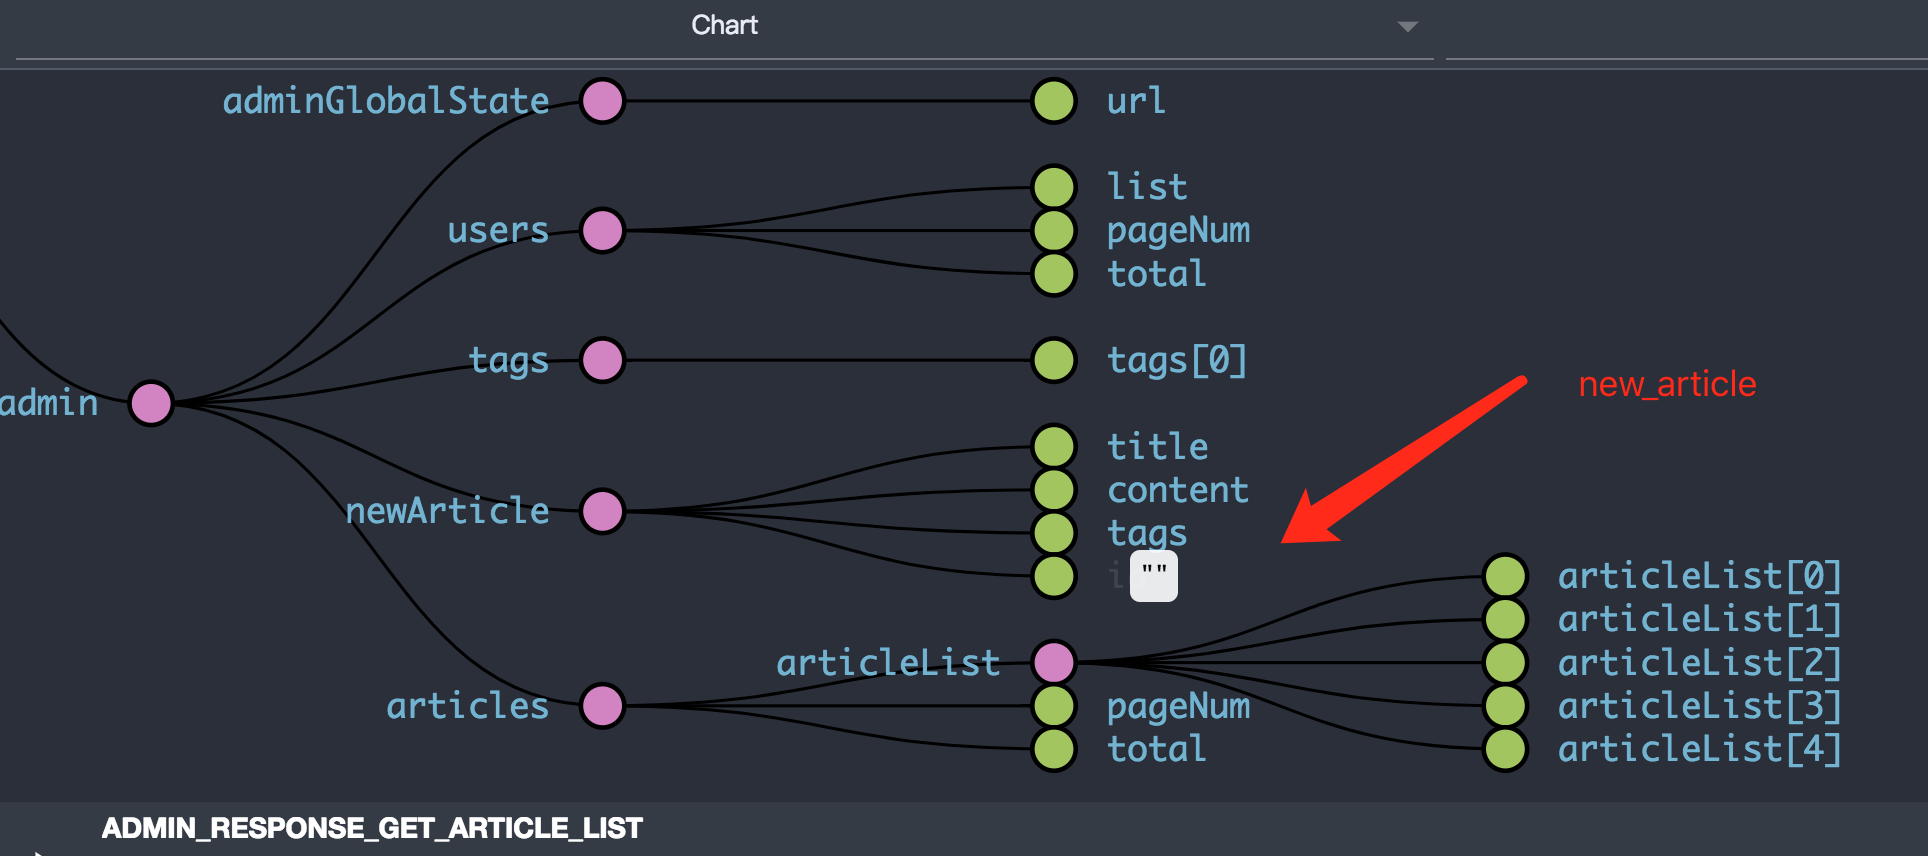 Chart
adminGlobalState
url
users
list
pageNum
total
tags
tags[0]
admin
newArticle
title
content
tags
""
new_article
articles
articleList
pageNum
total
articleList[0]
articleList[1]
articleList[2]
articleList[3]
articleList[4]
ADMIN_RESPONSE_GET_ARTICLE_LIST